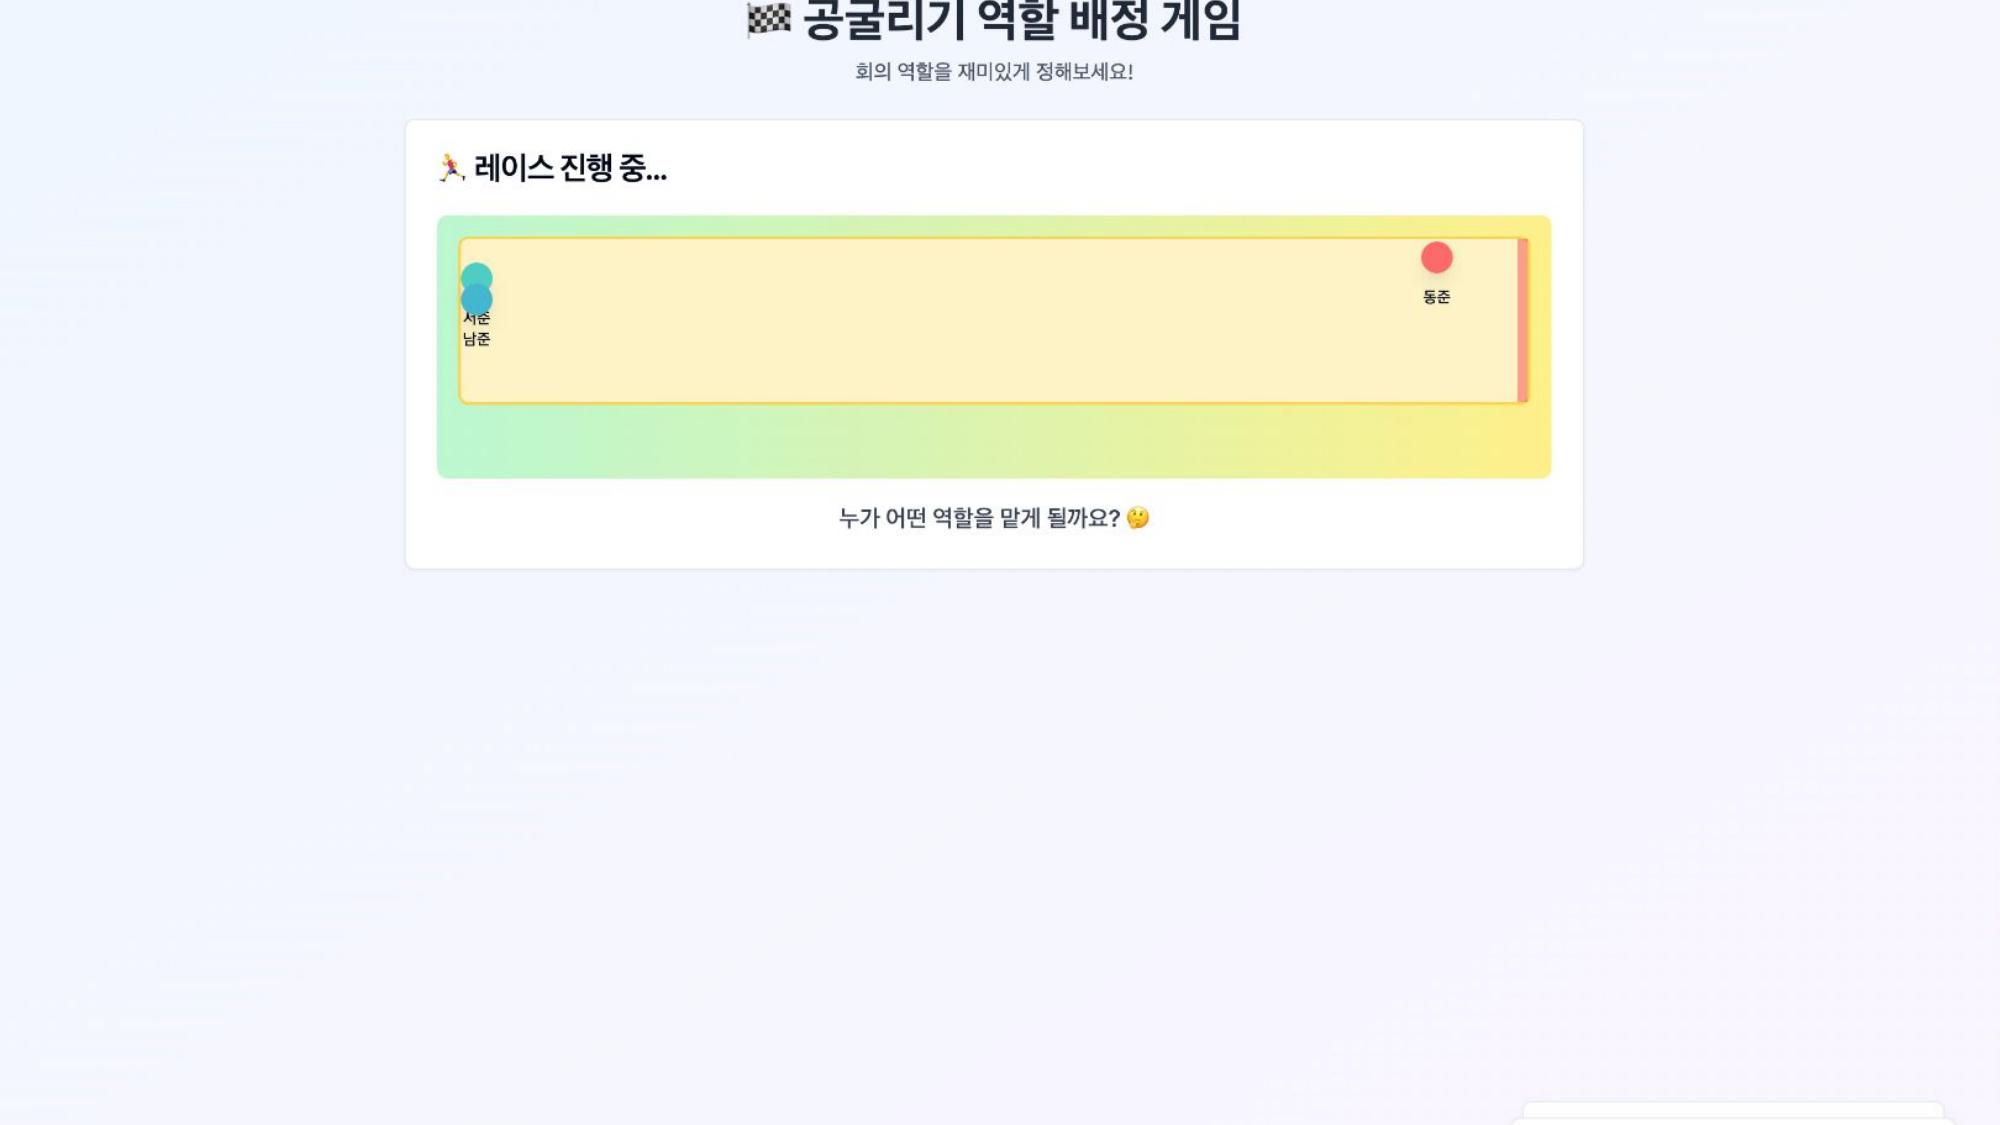 공굴리기 역할 배정 게임
회의 역할을 재미있게 정해보세요!
레이스 진행 중...
동준
서준
남준
누가 어떤 역할을 맡게 될까요?